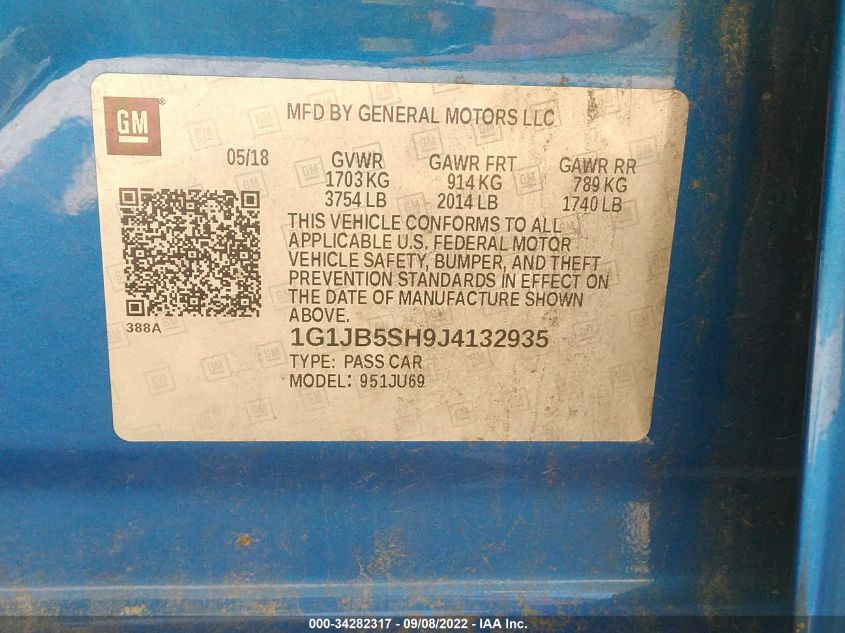 GM
MFD BY GENERAL MOTORS LLC
05/18 GVWR GAWR FRT GAWR RR
1703 KG 914 KG 789 KG
3754 LB 2014 LB 1740 LB
THIS VEHICLE CONFORMS TO ALL
APPLICABLE U.S. FEDERAL MOTOR
VEHICLE SAFETY, BUMPER, AND THEFT
PREVENTION STANDARDS IN EFFECT ON
THE DATE OF MANUFACTURE SHOWN
ABOVE.
388A
1G1JB5SH9J4132935
TYPE: PASS CAR
MODEL: 951JU69
000-34282317 - 09/08/2022 - IAA Inc.